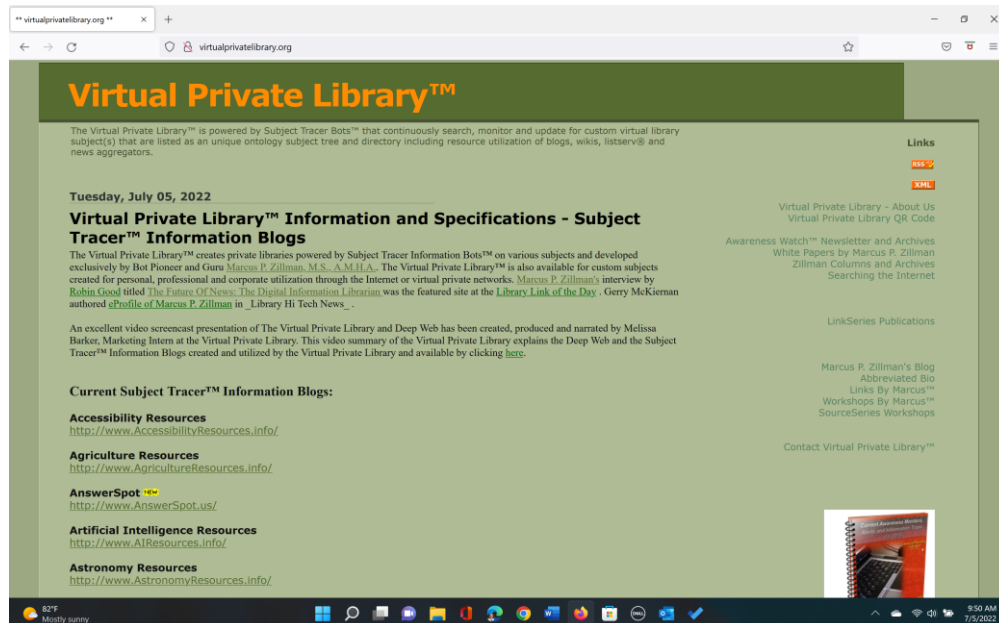 ** virtualprivatelibrary.org **
virtualprivatelibrary.org
Virtual Private Library™
The Virtual Private Library™ is powered by Subject Tracer Bots™ that continuously search, monitor and update for custom virtual library
subject(s) that are listed as an unique ontology subject tree and directory including resource utilization of blogs, wikis, listserv® and
news aggregators.
Tuesday, July 05, 2022
Virtual Private Library™ Information and Specifications - Subject
Tracer™ Information Blogs
The Virtual Private Library™ creates private libraries powered by Subject Tracer Information Bots™ on various subjects and developed
exclusively by Bot Pioneer and Guru Marcus P. Zillman, M.S., A.M.H.A.. The Virtual Private Library™ is also available for custom subjects
created for personal, professional and corporate utilization through the Internet or virtual private networks. Marcus P. Zillman's interview by
Robin Good titled The Future Of News: The Digital Information Librarian was the featured site at the Library Link of the Day . Gerry McKiernan
authored eProfile of Marcus P. Zillman in _Library Hi Tech News_ .
An excellent video screencast presentation of The Virtual Private Library and Deep Web has been created, produced and narrated by Melissa
Barker, Marketing Intern at the Virtual Private Library. This video summary of the Virtual Private Library explains the Deep Web and the Subject
Tracer™ Information Blogs created and utilized by the Virtual Private Library and available by clicking here.
Current Subject Tracer™ Information Blogs:
Accessibility Resources
http://www.AccessibilityResources.info/
Agriculture Resources
http://www.AgricultureResources.info/
AnswerSpot NEW
http://www.AnswerSpot.us/
Artificial Intelligence Resources
http://www.AIResources.info/
Astronomy Resources
http://www.AstronomyResources.info/
Links
RSS
XML
Virtual Private Library - About Us
Virtual Private Library QR Code
Awareness Watch™ Newsletter and Archives
White Papers by Marcus P. Zillman
Zillman Columns and Archives
Searching the Internet
LinkSeries Publications
Marcus P. Zillman's Blog
Abbreviated Bio
Links By Marcus™
Workshops By Marcus™
SourceSeries Workshops
Contact Virtual Private Library™
82°F
Mostly sunny
9:50 AM
7/5/2022